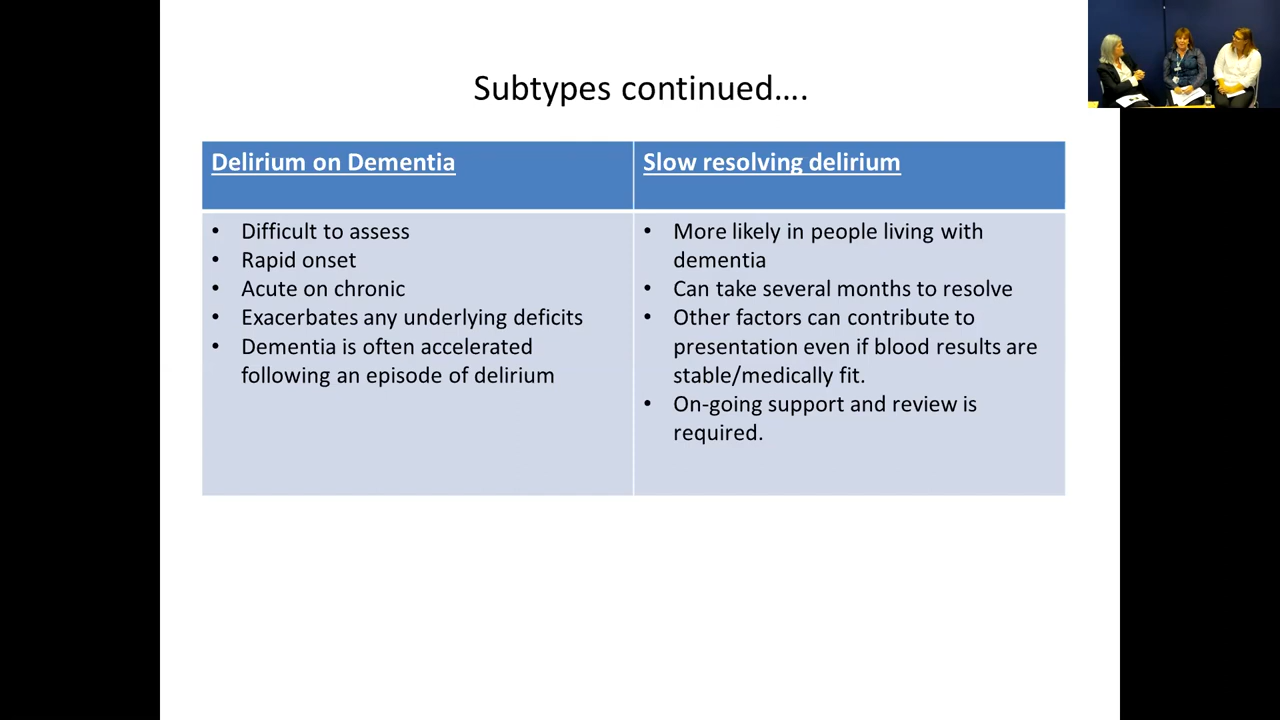 Subtypes continued….
Delirium on Dementia
• Difficult to assess
• Rapid onset
• Acute on chronic
• Exacerbates any underlying deficits
• Dementia is often accelerated
following an episode of delirium
Slow resolving delirium
• More likely in people living with
dementia
• Can take several months to resolve
• Other factors can contribute to
presentation even if blood results are
stable/medically fit.
• On-going support and review is
required.